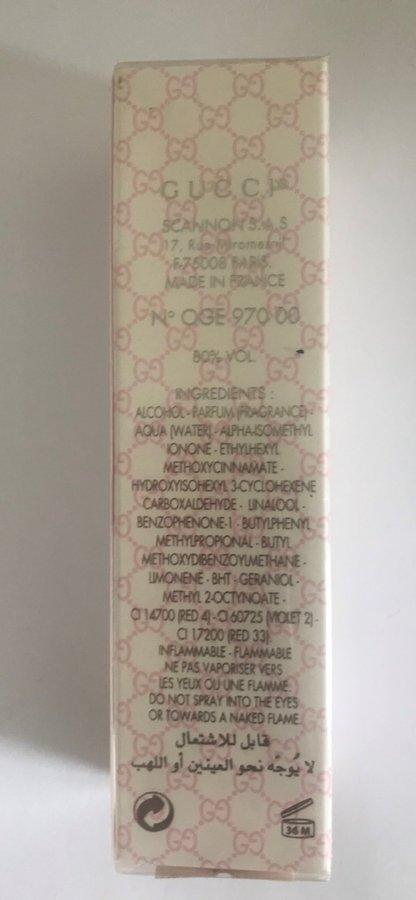 GUCCI®
SCANNON S.A.S
17, Rue Miromesnil
F-75008 PARIS.
MADE IN FRANCE
N° QGE 970 00
80% VOL.
INGREDIENTS :
ALCOHOL - PARFUM (FRAGRANCE) -
AQUA (WATER) - ALPHA-ISOMETHYL
IONONE - ETHYLHEXYL
METHOXYCINNAMATE -
HYDROXYISOHEXYL 3-CYCLOHEXENE
CARBOXALDEHYDE - LINALOOL -
BENZOPHENONE-1 - BUTYLPHENYL
METHYLPROPIONAL - BUTYL
METHOXYDIBENZOYLMETHANE -
LIMONENE - BHT - GERANIOL -
METHYL 2-OCTYNOATE -
CI 14700 (RED 4) - CI 60725 (VIOLET 2) -
CI 17200 (RED 33).
INFLAMMABLE - FLAMMABLE
NE PAS VAPORISER VERS
LES YEUX OU UNE FLAMME.
DO NOT SPRAY INTO THE EYES
OR TOWARDS A NAKED FLAME.
قابل للاشتعال
لا يُوجّه نحو العينين أو اللهب
36 M